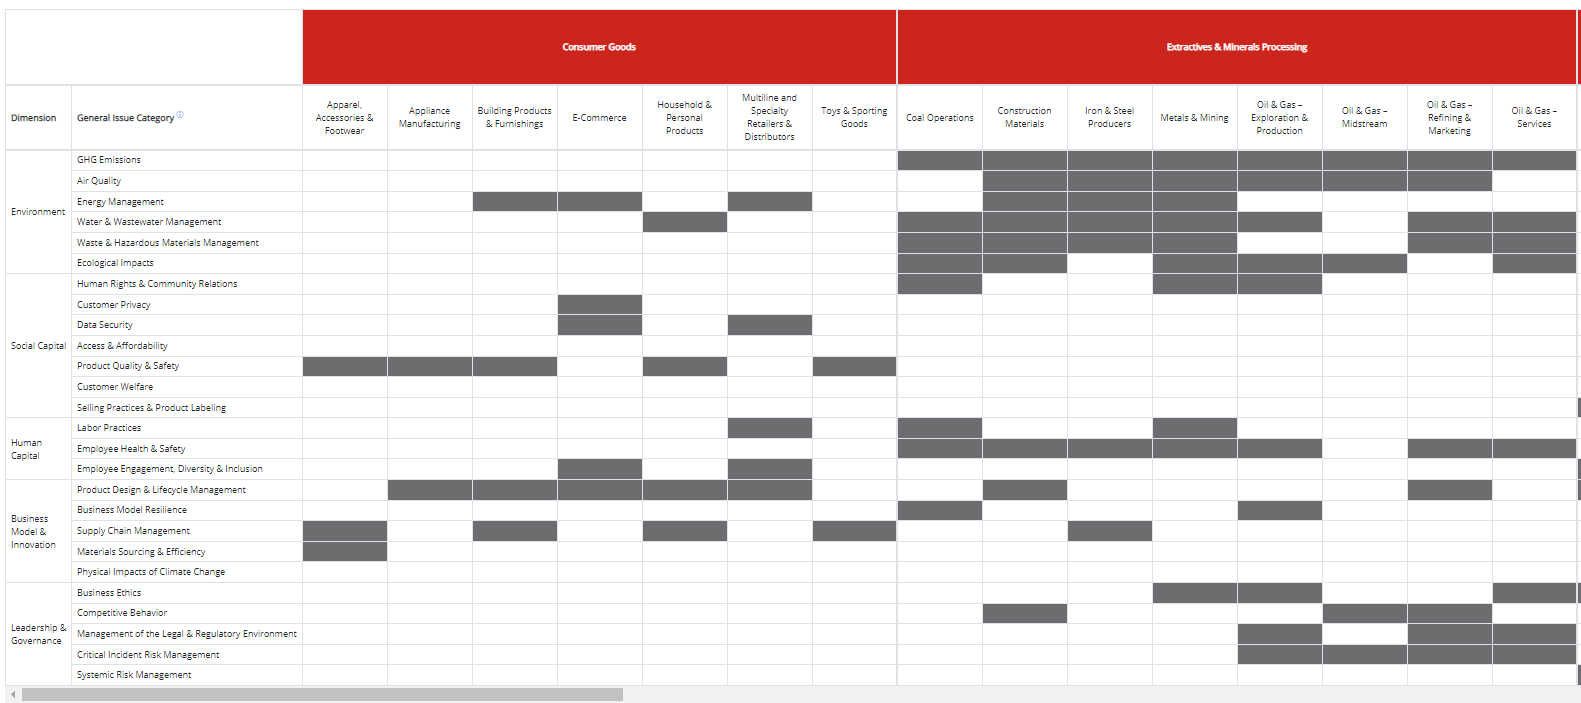 Consumer Goods
Extractives & Minerals Processing
Dimension
General Issue Category ⓘ
Apparel,
Accessories &
Footwear
Appliance
Manufacturing
Building Products
& Furnishings
E-Commerce
Household &
Personal
Products
Multiline and
Specialty
Retailers &
Distributors
Toys & Sporting
Goods
Coal Operations
Construction
Materials
Iron & Steel
Producers
Metals & Mining
Oil & Gas –
Exploration &
Production
Oil & Gas –
Midstream
Oil & Gas –
Refining &
Marketing
Oil & Gas –
Services
Environment
GHG Emissions
Air Quality
Energy Management
Water & Wastewater Management
Waste & Hazardous Materials Management
Ecological Impacts
Social Capital
Human Rights & Community Relations
Customer Privacy
Data Security
Access & Affordability
Product Quality & Safety
Customer Welfare
Selling Practices & Product Labeling
Human
Capital
Labor Practices
Employee Health & Safety
Employee Engagement, Diversity & Inclusion
Business
Model &
Innovation
Product Design & Lifecycle Management
Business Model Resilience
Supply Chain Management
Materials Sourcing & Efficiency
Physical Impacts of Climate Change
Leadership &
Governance
Business Ethics
Competitive Behavior
Management of the Legal & Regulatory Environment
Critical Incident Risk Management
Systemic Risk Management